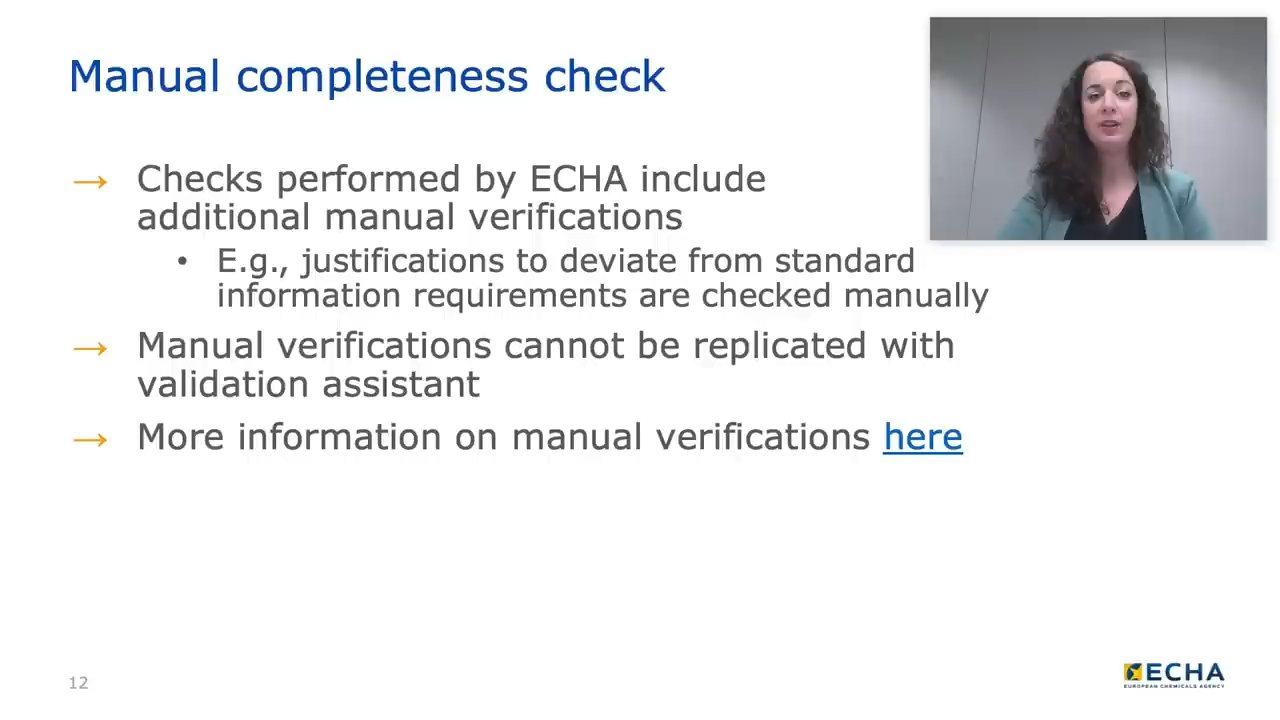 Manual completeness check
→ Checks performed by ECHA include
additional manual verifications
• E.g., justifications to deviate from standard
information requirements are checked manually
→ Manual verifications cannot be replicated with
validation assistant
→ More information on manual verifications here
12
ECHA
EUROPEAN CHEMICALS AGENCY